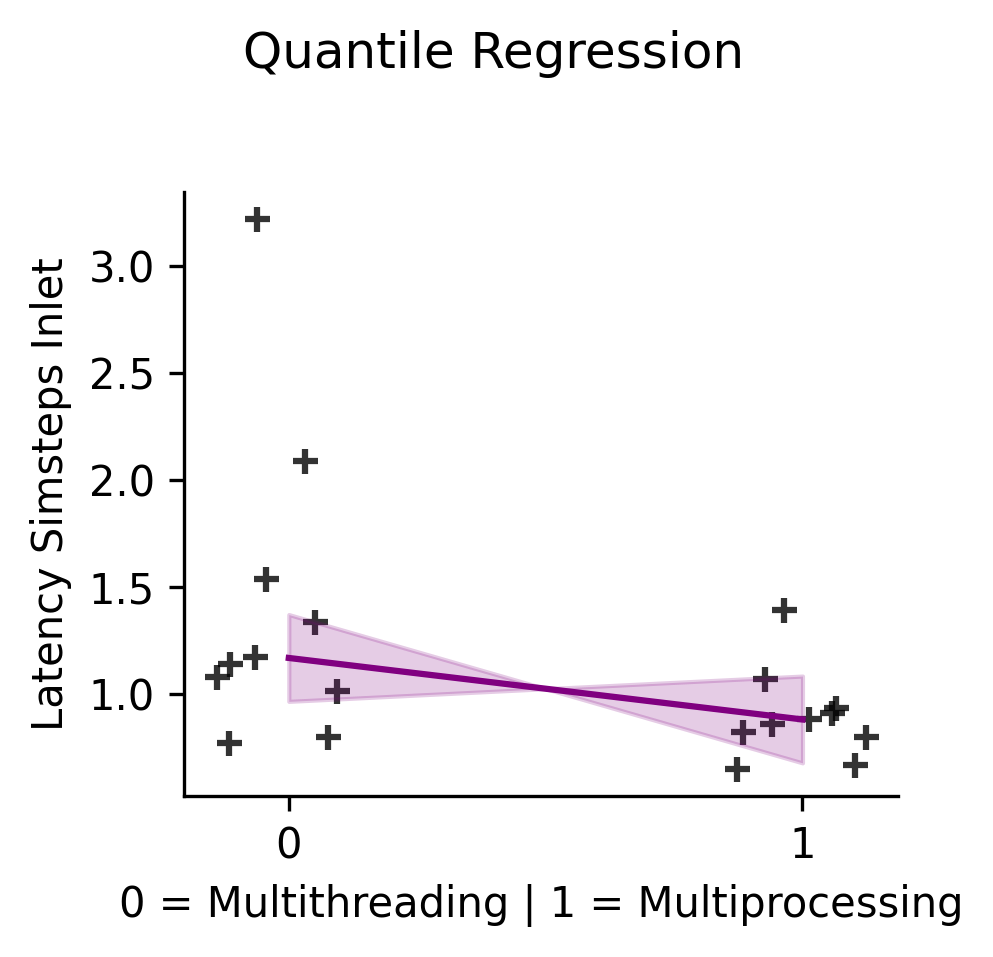 Quantile Regression
Latency Simsteps Inlet
3.0
2.5
2.0
1.5
1.0
0
1
0 = Multithreading | 1 = Multiprocessing